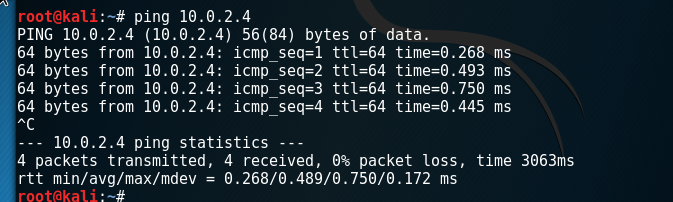 root@kali:~# ping 10.0.2.4
PING 10.0.2.4 (10.0.2.4) 56(84) bytes of data.
64 bytes from 10.0.2.4: icmp_seq=1 ttl=64 time=0.268 ms
64 bytes from 10.0.2.4: icmp_seq=2 ttl=64 time=0.493 ms
64 bytes from 10.0.2.4: icmp_seq=3 ttl=64 time=0.750 ms
64 bytes from 10.0.2.4: icmp_seq=4 ttl=64 time=0.445 ms
^C
--- 10.0.2.4 ping statistics ---
4 packets transmitted, 4 received, 0% packet loss, time 3063ms
rtt min/avg/max/mdev = 0.268/0.489/0.750/0.172 ms
root@kali:~#